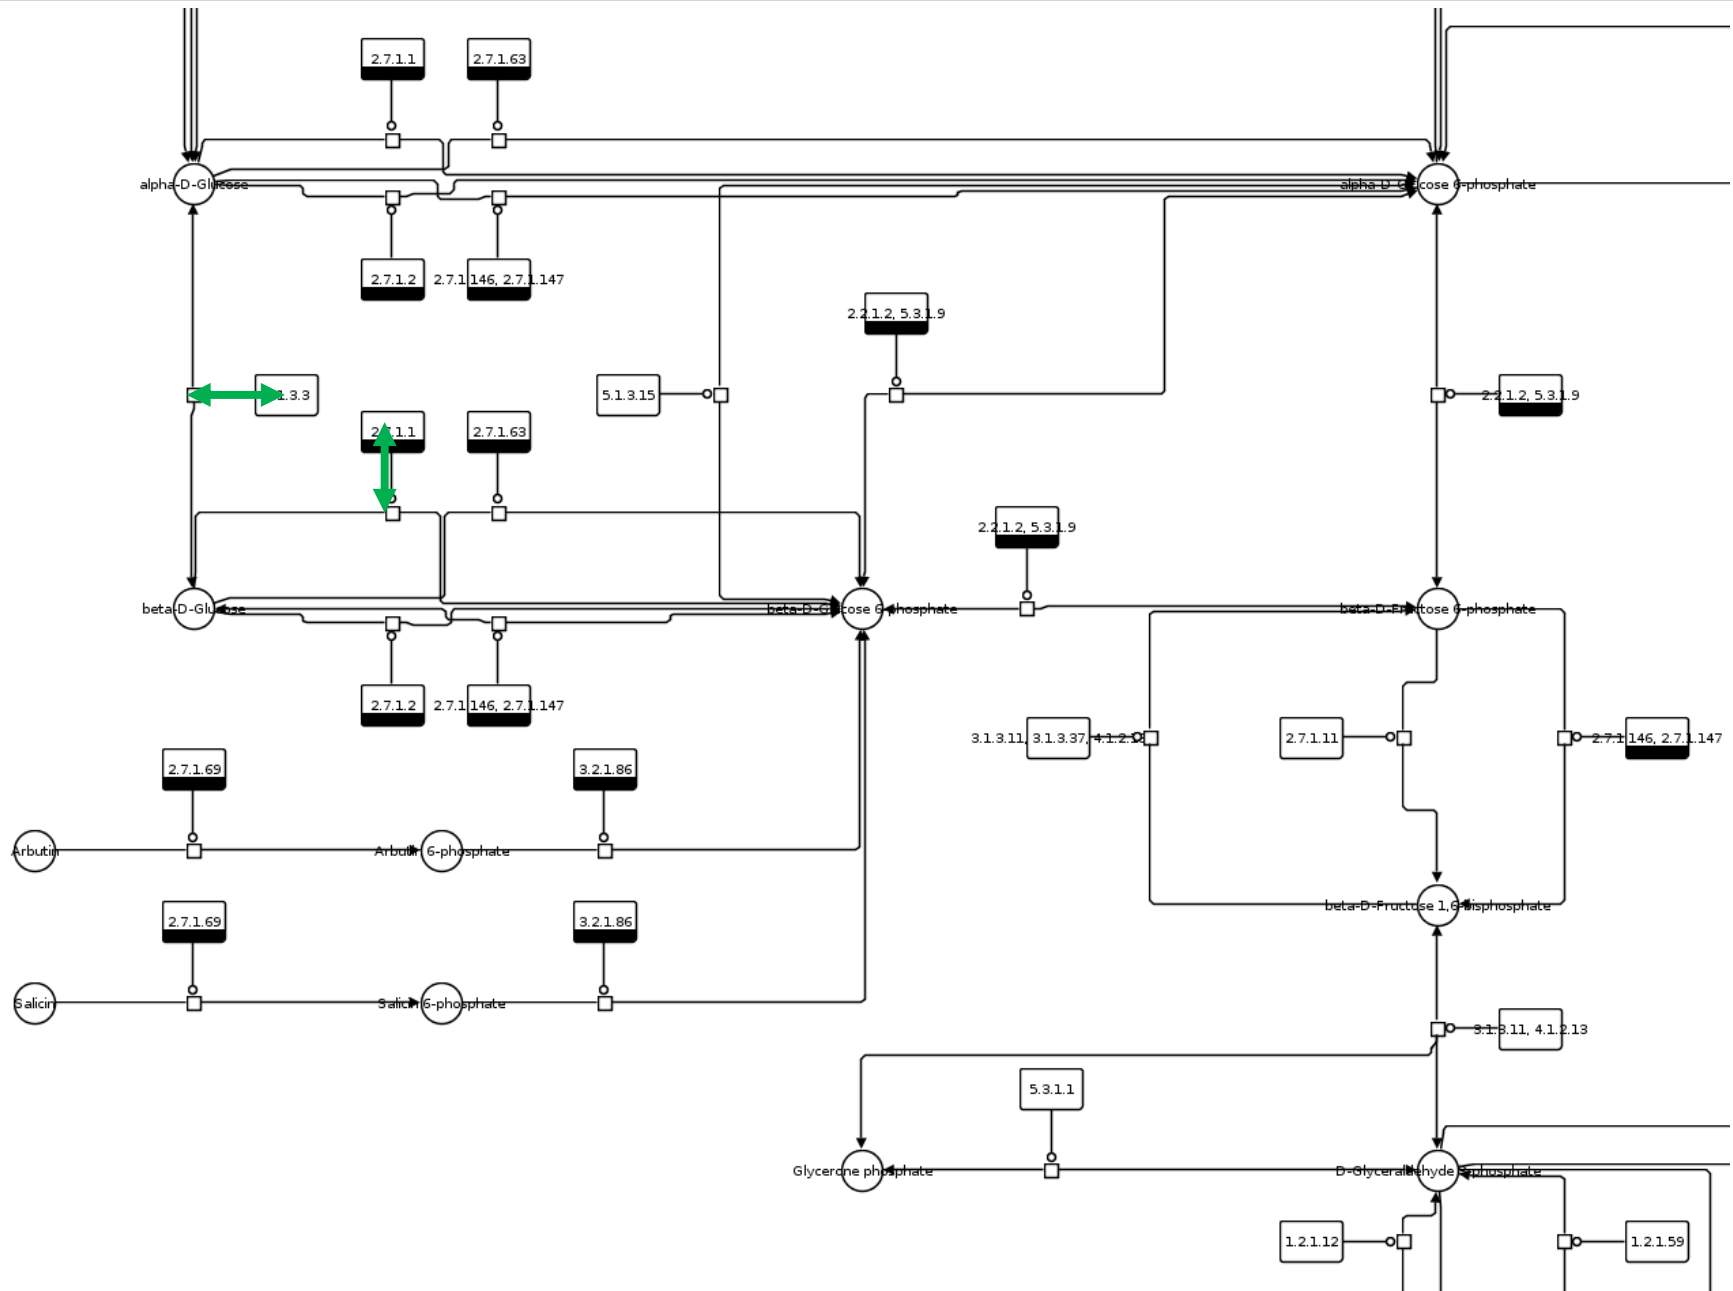 2.7.1.1
2.7.1.63
alpha-D-Glucose
alpha-D-Glucose 6-phosphate
2.7.1.2
2.7.1.146, 2.7.1.147
2.2.1.2, 5.3.1.9
.1.3.3
5.1.3.15
2.2.1.2, 5.3.1.9
2.7.1.1
2.7.1.63
2.2.1.2, 5.3.1.9
beta-D-Glucose
beta-D-Glucose 6-phosphate
beta-D-Fructose 6-phosphate
2.7.1.2
2.7.1.146, 2.7.1.147
3.1.3.11, 3.1.3.37, 4.1.2.13
2.7.1.11
2.7.1.146, 2.7.1.147
2.7.1.69
3.2.1.86
Arbutin
Arbutin 6-phosphate
beta-D-Fructose 1,6-bisphosphate
2.7.1.69
3.2.1.86
Salicin
Salicin 6-phosphate
3.1.3.11, 4.1.2.13
5.3.1.1
Glycerone phosphate
D-Glyceraldehyde 3-phosphate
1.2.1.12
1.2.1.59